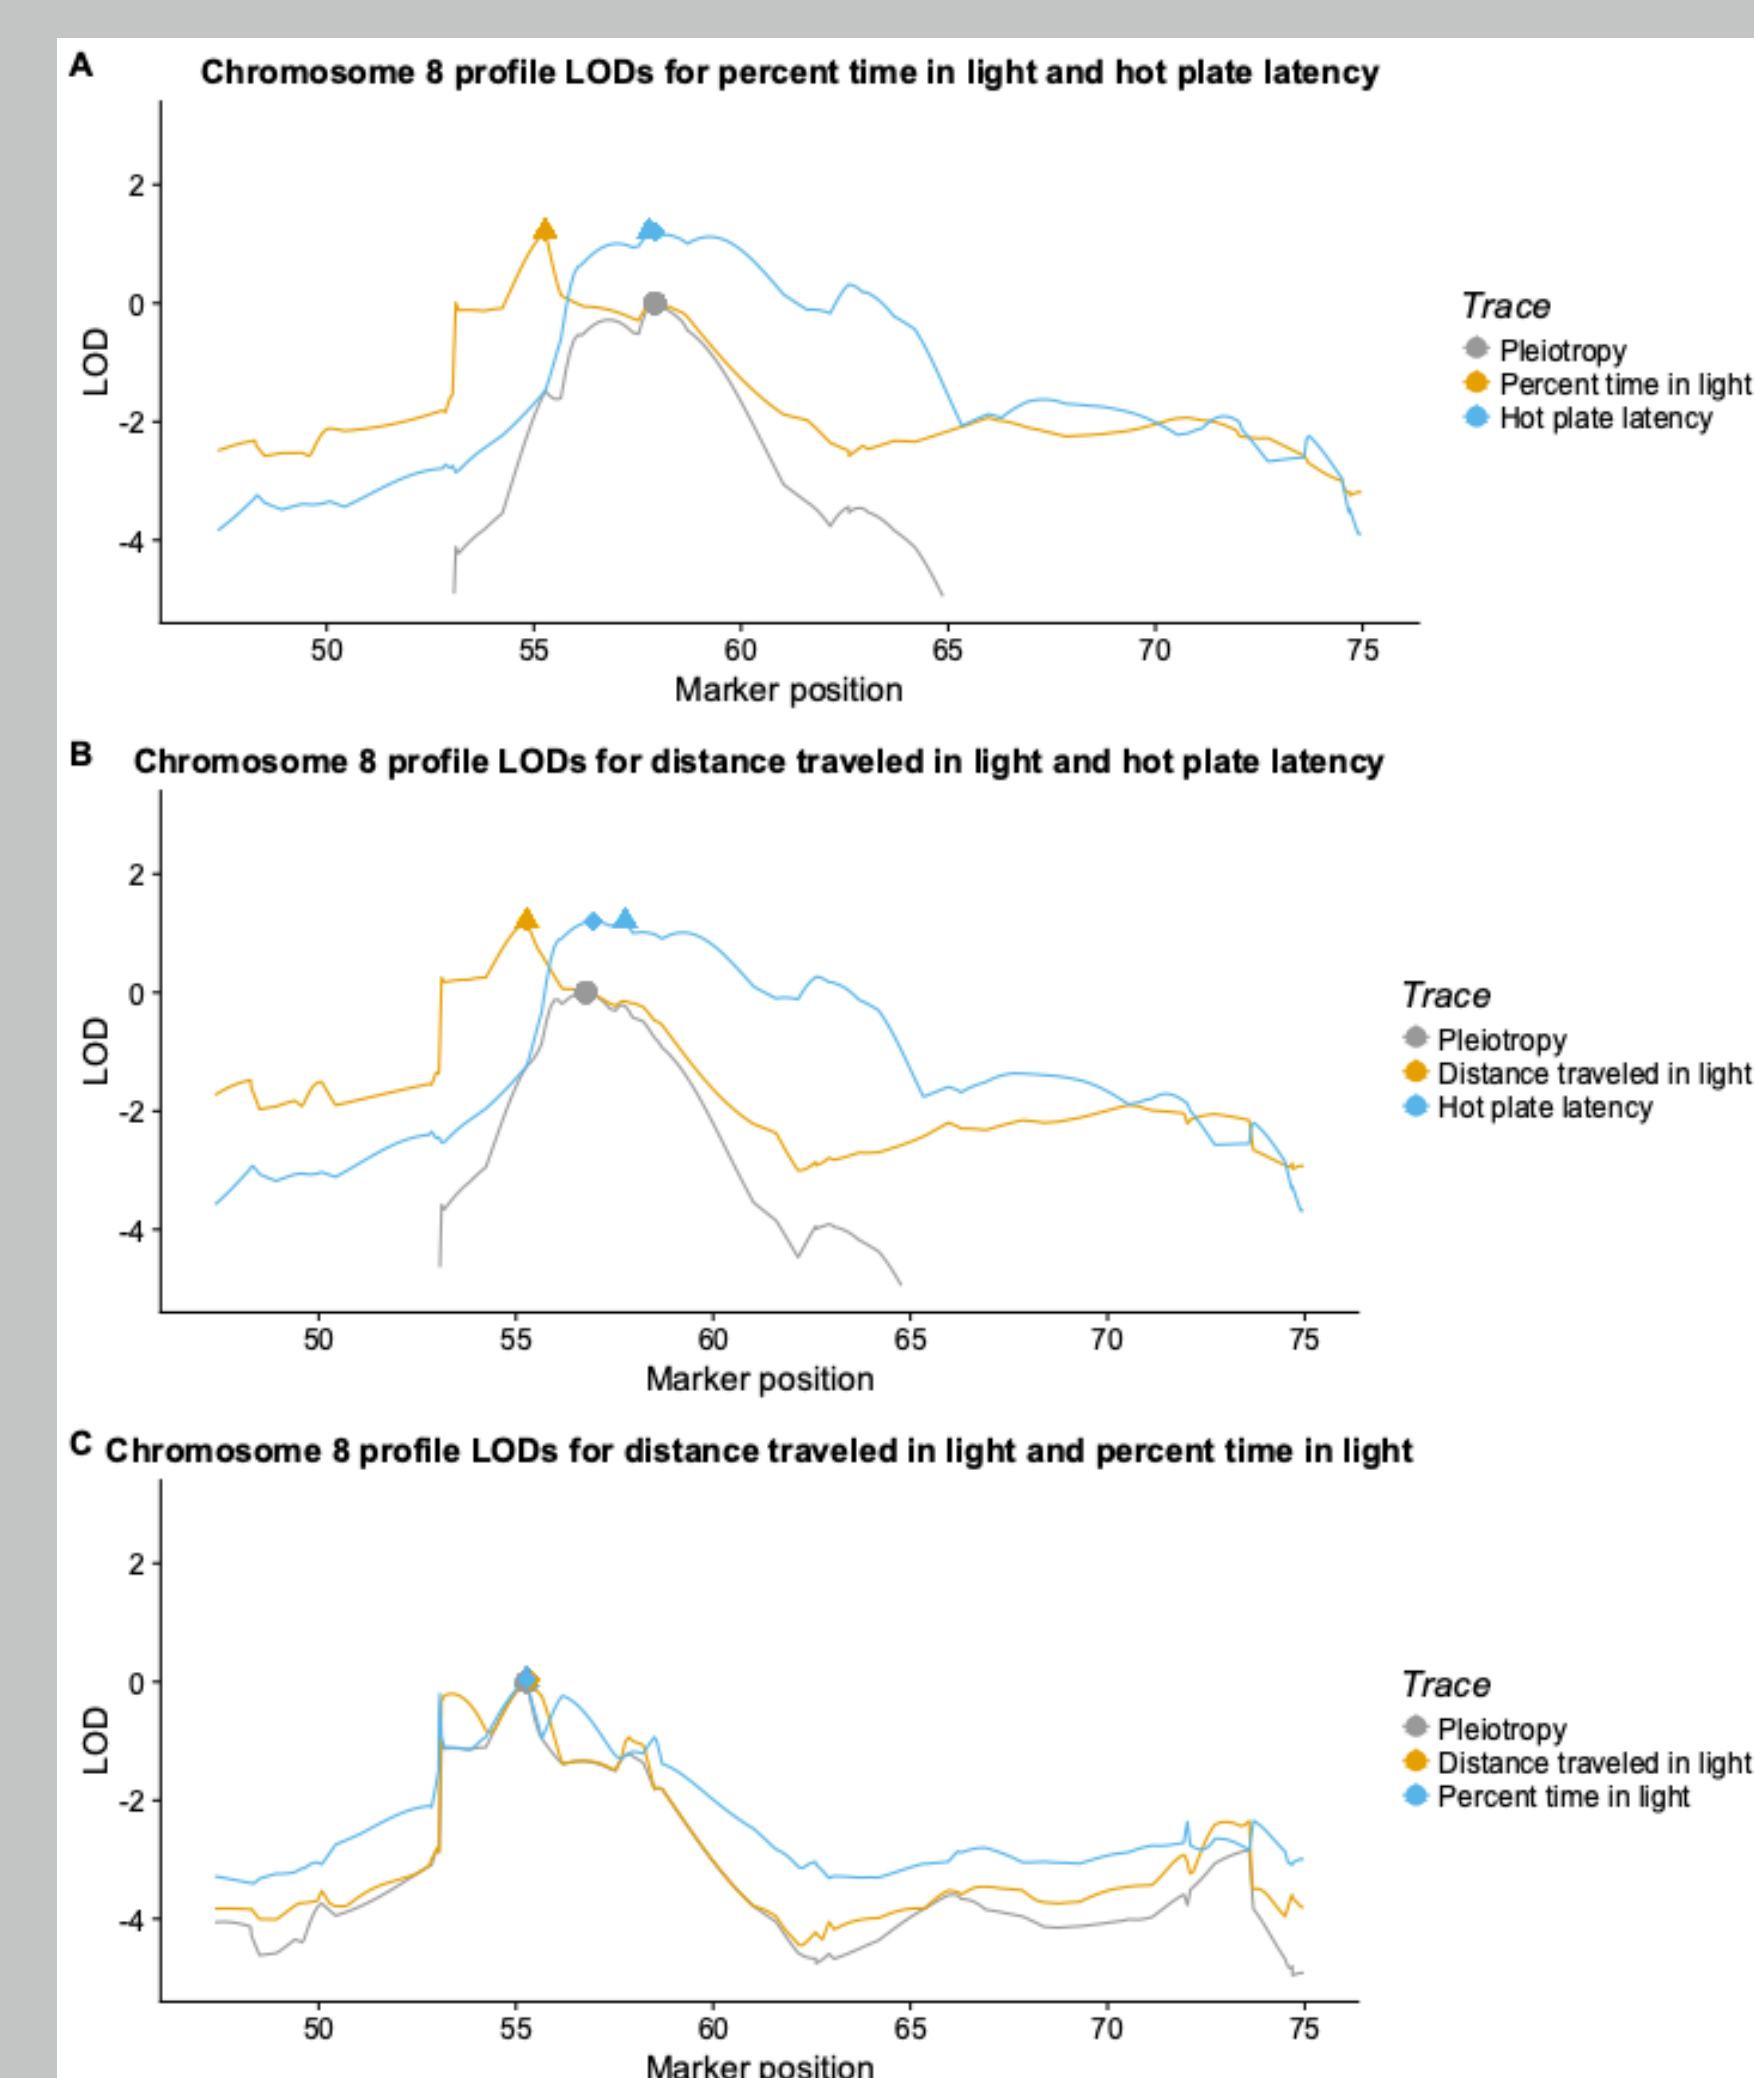 A
Chromosome 8 profile LODs for percent time in light and hot plate latency
2
0
-2
-4
LOD
50 55 60 65 70 75
Marker position
Trace
Pleiotropy
Percent time in light
Hot plate latency
B
Chromosome 8 profile LODs for distance traveled in light and hot plate latency
2
0
-2
-4
LOD
50 55 60 65 70 75
Marker position
Trace
Pleiotropy
Distance traveled in light
Hot plate latency
C
Chromosome 8 profile LODs for distance traveled in light and percent time in light
2
0
-2
-4
LOD
50 55 60 65 70 75
Marker position
Trace
Pleiotropy
Distance traveled in light
Percent time in light